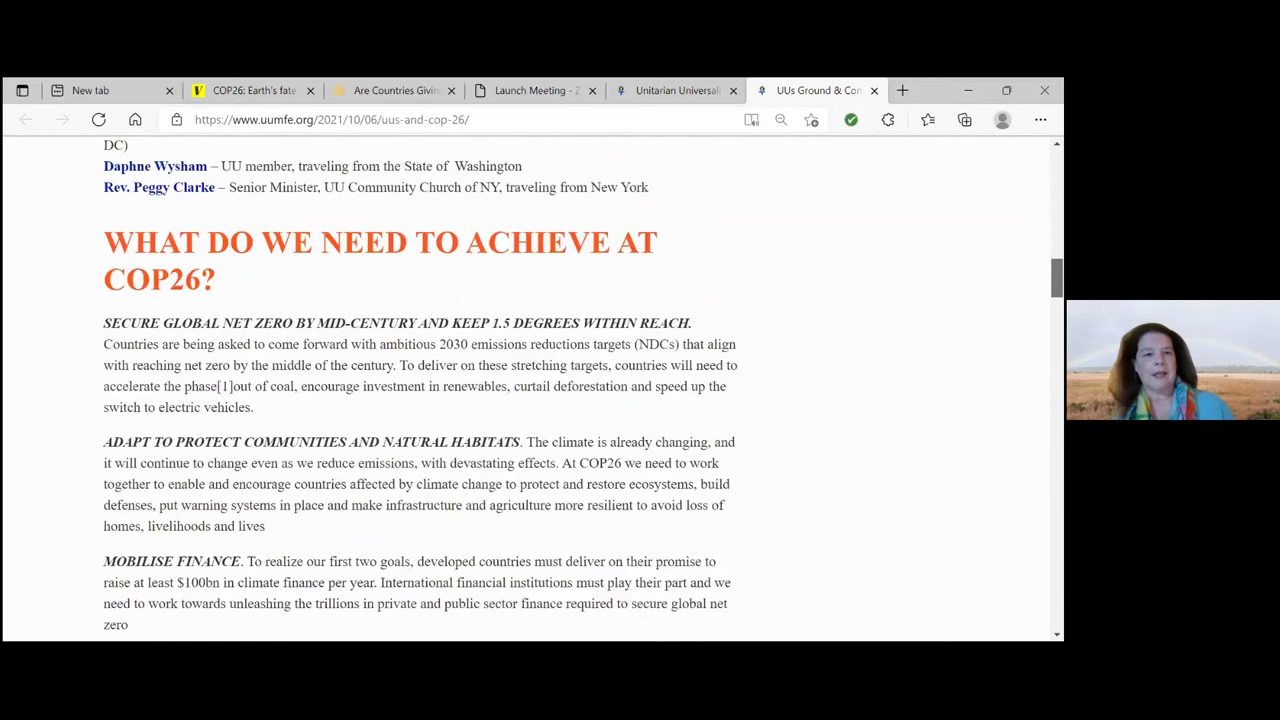 New tab
COP26: Earth's fate
Are Countries Givin
Launch Meeting - Z
Unitarian Universali
UUs Ground & Con
https://www.uumfe.org/2021/10/06/uus-and-cop-26/
DC)
Daphne Wysham – UU member, traveling from the State of Washington
Rev. Peggy Clarke – Senior Minister, UU Community Church of NY, traveling from New York
WHAT DO WE NEED TO ACHIEVE AT
COP26?
SECURE GLOBAL NET ZERO BY MID-CENTURY AND KEEP 1.5 DEGREES WITHIN REACH.
Countries are being asked to come forward with ambitious 2030 emissions reductions targets (NDCs) that align
with reaching net zero by the middle of the century. To deliver on these stretching targets, countries will need to
accelerate the phase[1]out of coal, encourage investment in renewables, curtail deforestation and speed up the
switch to electric vehicles.
ADAPT TO PROTECT COMMUNITIES AND NATURAL HABITATS. The climate is already changing, and
it will continue to change even as we reduce emissions, with devastating effects. At COP26 we need to work
together to enable and encourage countries affected by climate change to protect and restore ecosystems, build
defenses, put warning systems in place and make infrastructure and agriculture more resilient to avoid loss of
homes, livelihoods and lives
MOBILISE FINANCE. To realize our first two goals, developed countries must deliver on their promise to
raise at least $100bn in climate finance per year. International financial institutions must play their part and we
need to work towards unleashing the trillions in private and public sector finance required to secure global net
zero